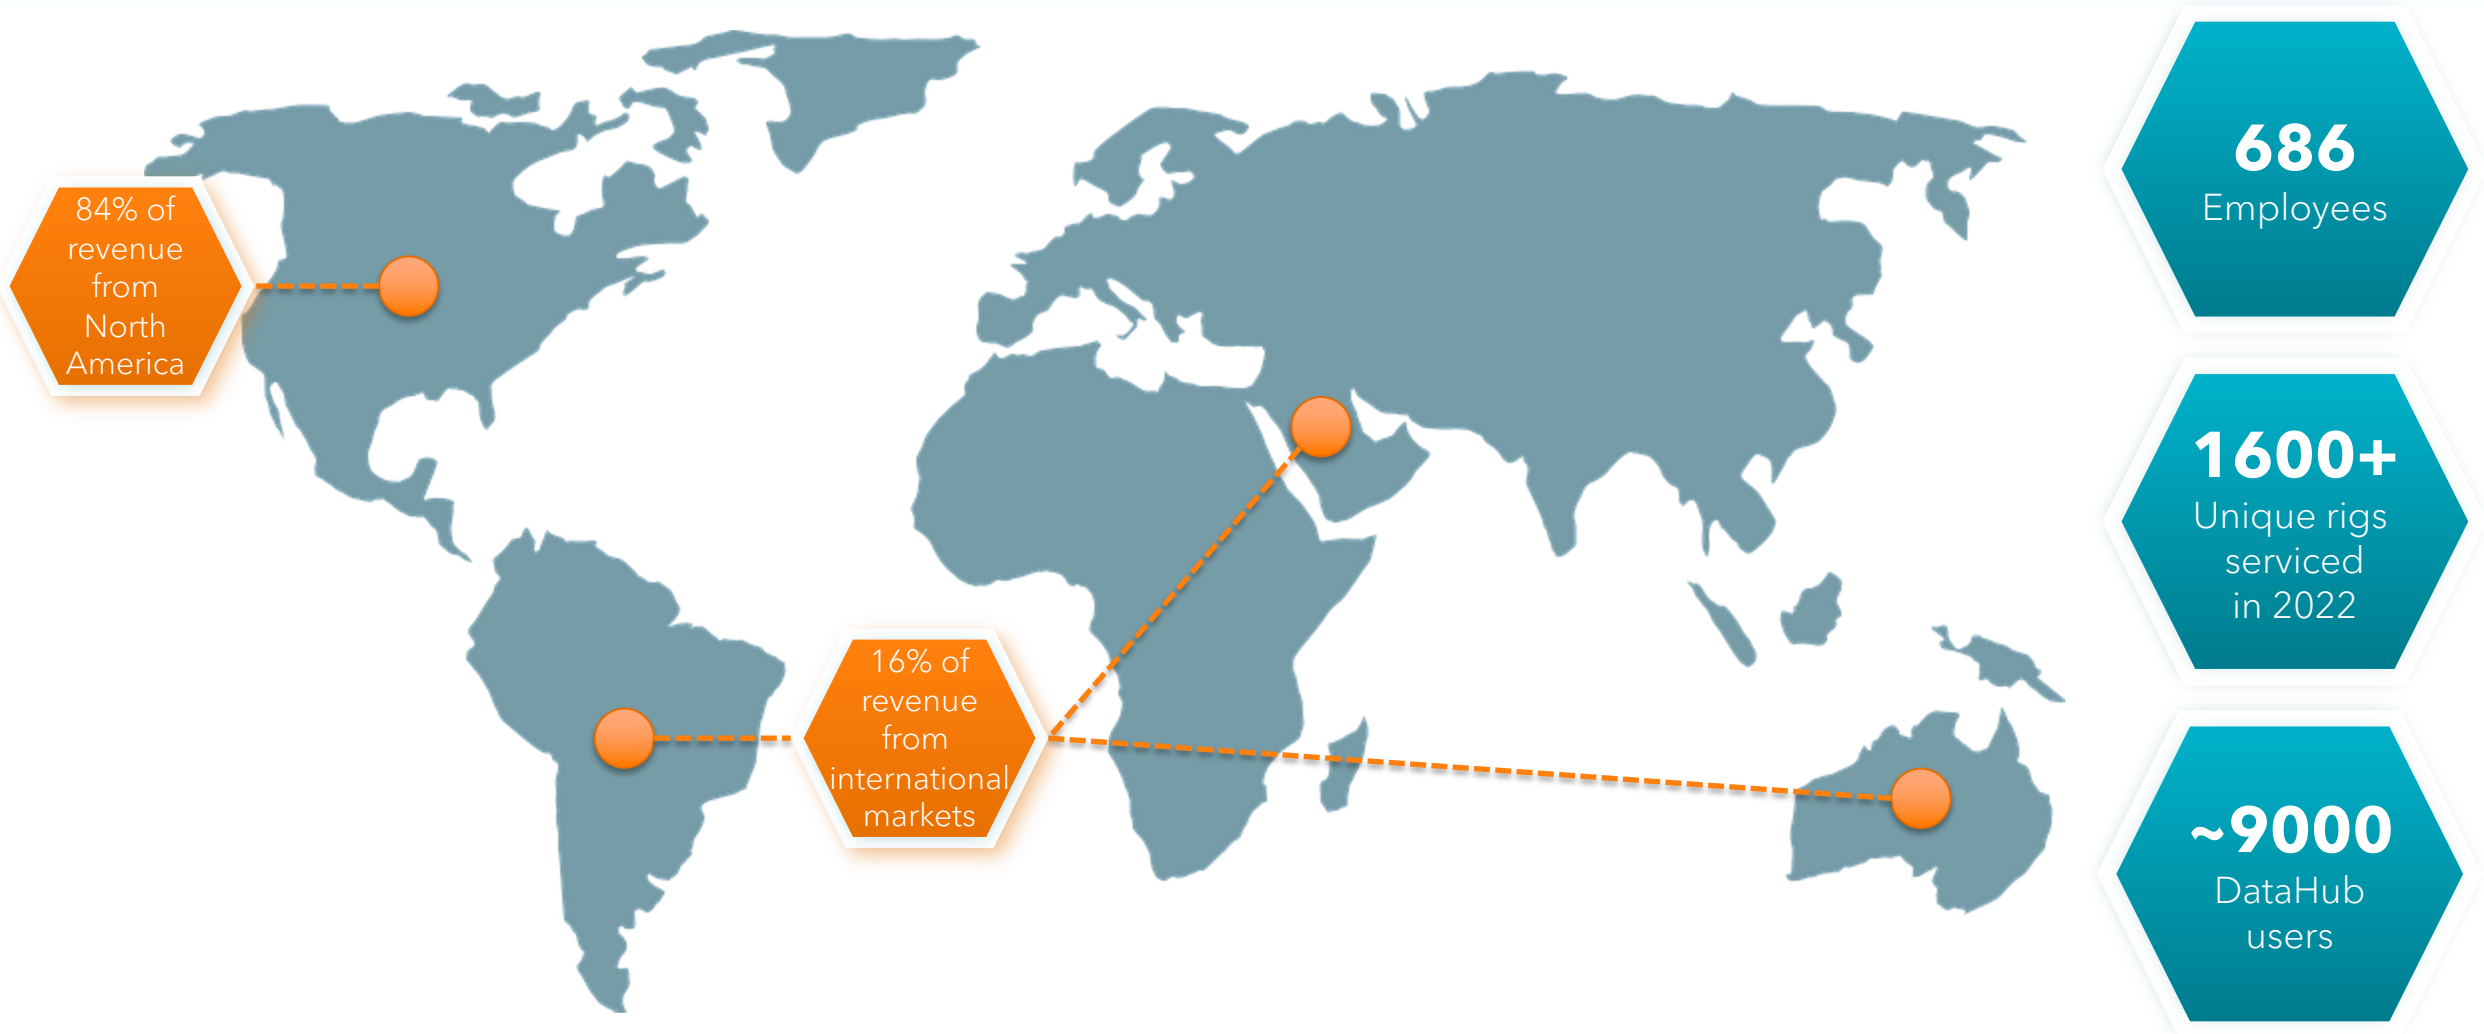 84% of
revenue
from
North
America
16% of
revenue
from
international
markets
686
Employees
1600+
Unique rigs
serviced
in 2022
~9000
DataHub
users